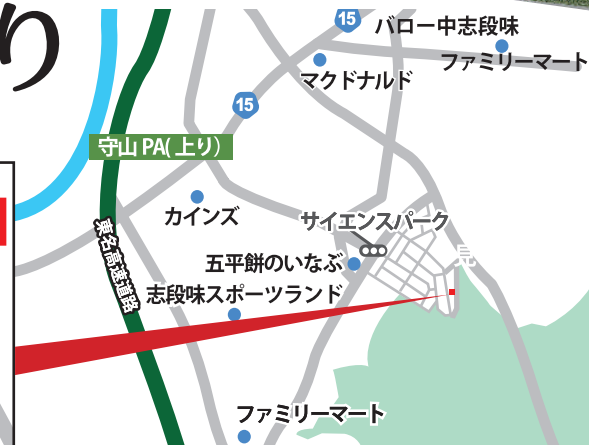 り
15
バロー中志段味
ファミリーマート
マクドナルド
15
守山 PA( 上り）
カインズ
サイエンスパーク
東名高速道路
五平餅のいなぶ
志段味スポーツランド
ファミリーマート